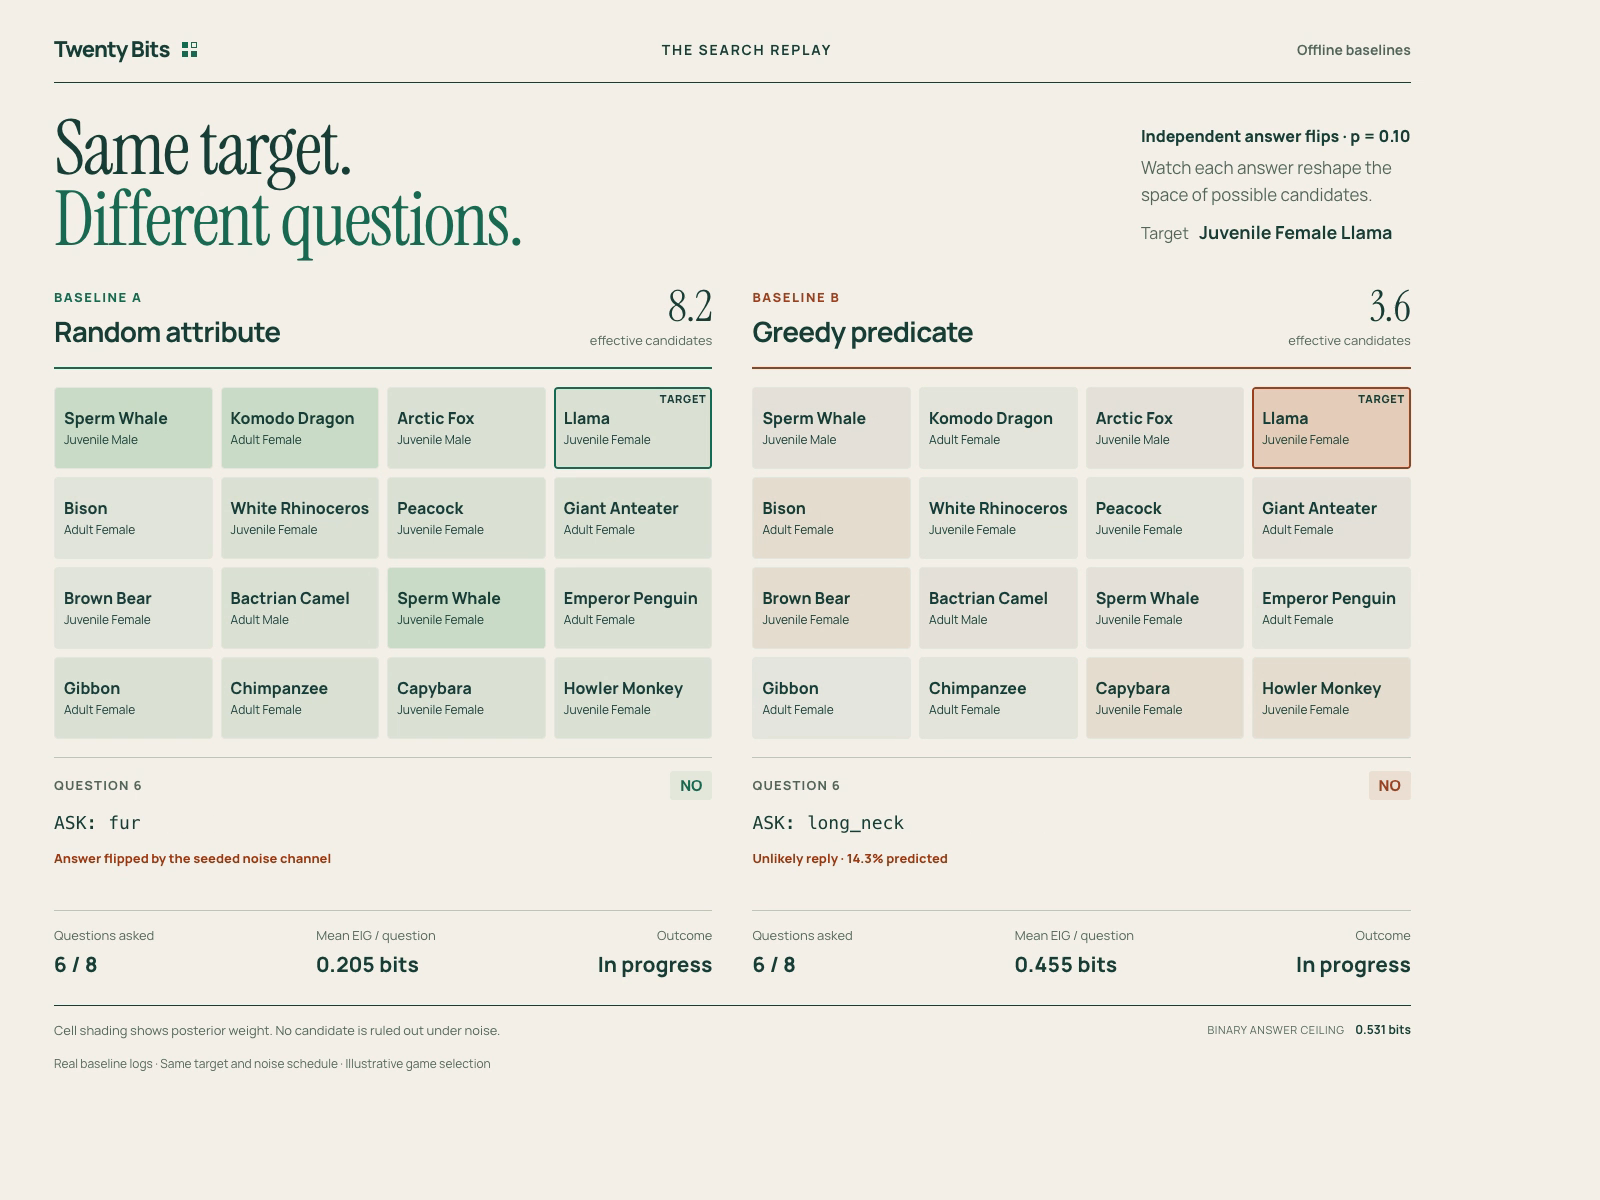 Twenty Bits
THE SEARCH REPLAY
Offline baselines
Same target.
Different questions.
Independent answer flips · p = 0.10
Watch each answer reshape the
space of possible candidates.
Target Juvenile Female Llama
BASELINE A
Random attribute
8.2
effective candidates
Sperm Whale
Juvenile Male
Komodo Dragon
Adult Female
Arctic Fox
Juvenile Male
TARGET
Llama
Juvenile Female
Bison
Adult Female
White Rhinoceros
Juvenile Female
Peacock
Juvenile Female
Giant Anteater
Adult Female
Brown Bear
Juvenile Female
Bactrian Camel
Adult Male
Sperm Whale
Juvenile Female
Emperor Penguin
Adult Female
Gibbon
Adult Female
Chimpanzee
Adult Female
Capybara
Juvenile Female
Howler Monkey
Juvenile Female
QUESTION 6
NO
ASK: fur
Answer flipped by the seeded noise channel
Questions asked
6 / 8
Mean EIG / question
0.205 bits
Outcome
In progress
BASELINE B
Greedy predicate
3.6
effective candidates
Sperm Whale
Juvenile Male
Komodo Dragon
Adult Female
Arctic Fox
Juvenile Male
TARGET
Llama
Juvenile Female
Bison
Adult Female
White Rhinoceros
Juvenile Female
Peacock
Juvenile Female
Giant Anteater
Adult Female
Brown Bear
Juvenile Female
Bactrian Camel
Adult Male
Sperm Whale
Juvenile Female
Emperor Penguin
Adult Female
Gibbon
Adult Female
Chimpanzee
Adult Female
Capybara
Juvenile Female
Howler Monkey
Juvenile Female
QUESTION 6
NO
ASK: long_neck
Unlikely reply · 14.3% predicted
Questions asked
6 / 8
Mean EIG / question
0.455 bits
Outcome
In progress
Cell shading shows posterior weight. No candidate is ruled out under noise.
BINARY ANSWER CEILING 0.531 bits
Real baseline logs · Same target and noise schedule · Illustrative game selection